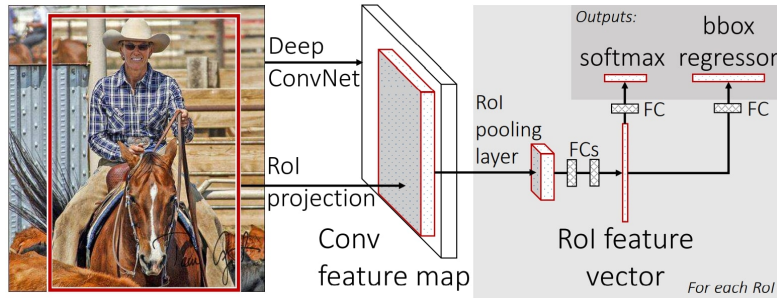 Outputs:
softmax
bbox
regressor
Deep
ConvNet
FC
FC
RoI
pooling
layer
FCs
RoI
projection
Conv
feature map
RoI feature
vector
For each RoI